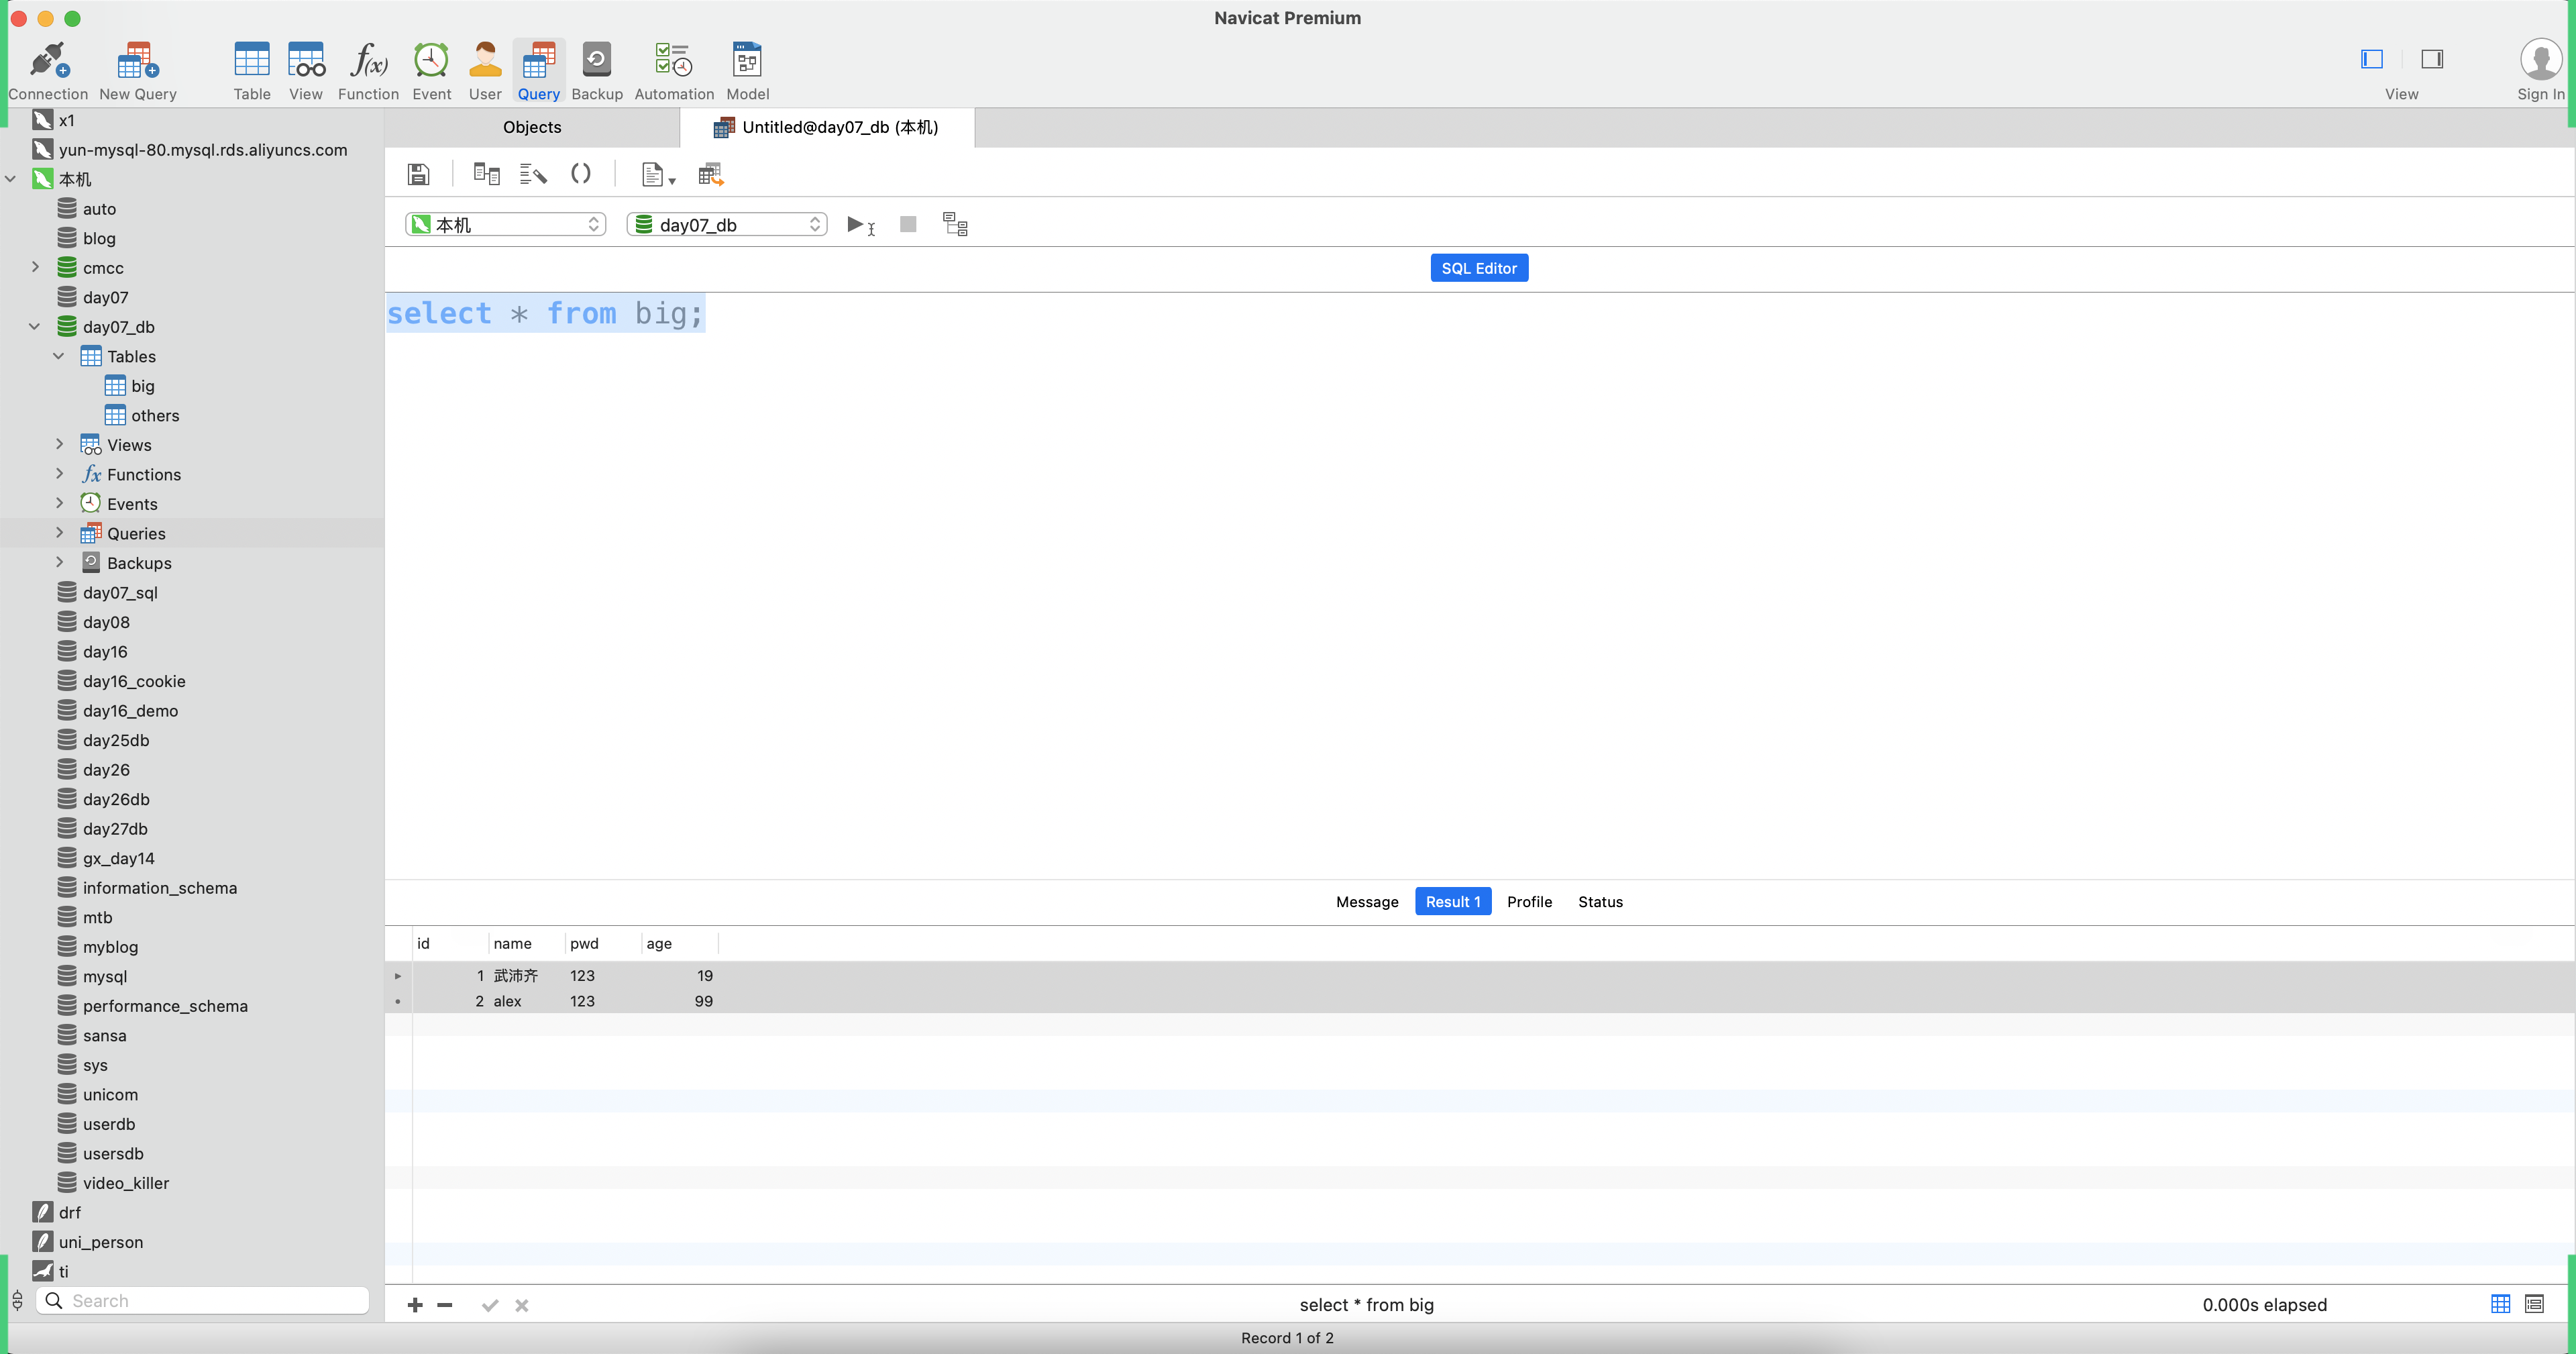 Navicat Premium
Connection New Query Table View Function Event User Query Backup Automation Model View Sign In
x1
yun-mysql-80.mysql.rds.aliyuncs.com
本机
auto
blog
cmcc
day07
day07_db
Tables
big
others
Views
Functions
Events
Queries
Backups
day07_sql
day08
day16
day16_cookie
day16_demo
day25db
day26
day26db
day27db
gx_day14
information_schema
mtb
myblog
mysql
performance_schema
sansa
sys
unicom
userdb
usersdb
video_killer
drf
uni_person
ti
Search
Objects Untitled@day07_db (本机)
本机 day07_db
SQL Editor
select * from big;
Message Result 1 Profile Status
id name pwd age
1 武沛齐 123 19
2 alex 123 99
select * from big 0.000s elapsed
Record 1 of 2